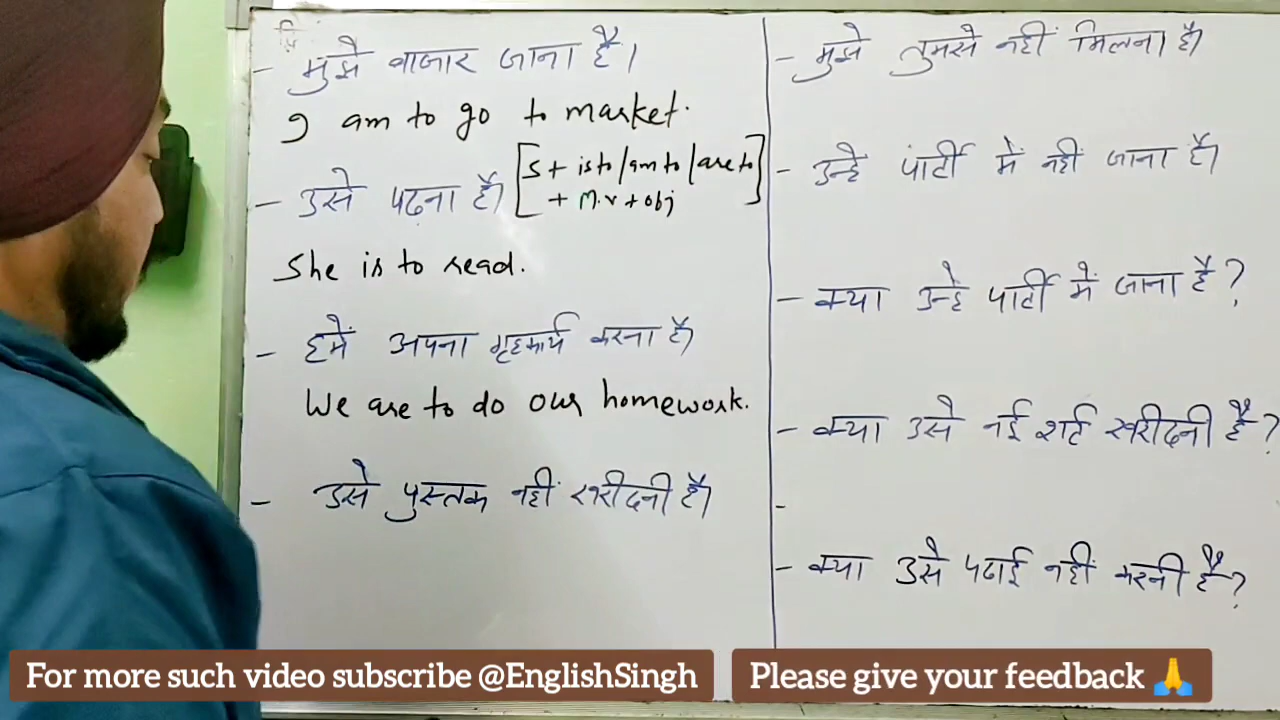 - मुझे बाजार जाना है।
I am to go to market.
- उसे पढना है।
[S + is to/am to/are to
+ M.v + obj]
She is to read.
- हमें अपना गृहकार्य करना है।
We are to do our homework.
- उसे पुस्तक नहीं खरीदनी है।
- मुझे तुमसे नहीं मिलना है।
- उन्हे पार्टी में नहीं जाना है।
- क्या उन्हे पार्टी में जाना है?
- क्या उसे नई शर्ट खरीदनी है?
-
- क्या उसे पढाई नहीं करनी है?
For more such video subscribe @EnglishSingh
Please give your feedback 🙏